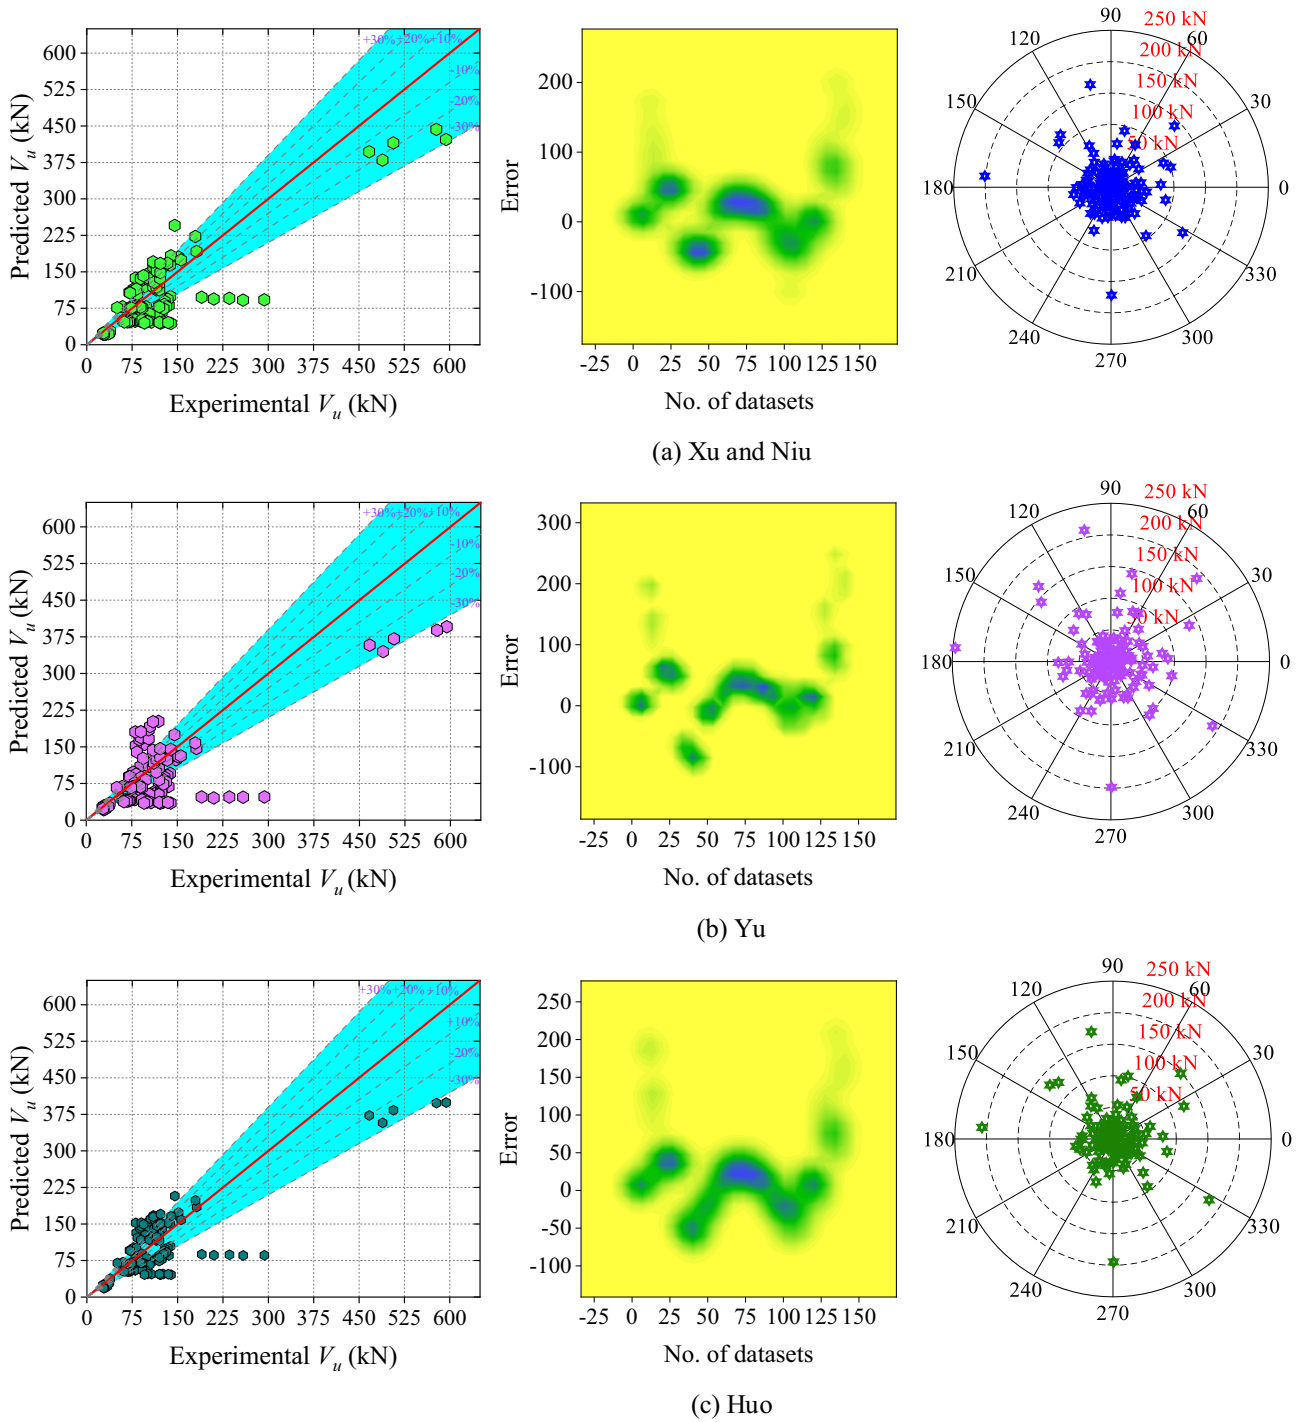 600
525
450
375
300
225
150
75
0
Predicted V_u (kN)
+30%
+20%
+10%
-10%
-20%
-30%
0 75 150 225 300 375 450 525 600
Experimental V_u (kN)
200
100
0
-100
Error
-25 0 25 50 75 100 125 150
No. of datasets
90
250 kN
120
200 kN
60
150 kN
150
100 kN
30
50 kN
180
0
210
330
240
300
270
(a) Xu and Niu
600
525
450
375
300
225
150
75
0
Predicted V_u (kN)
+30%
+20%
+10%
-10%
-20%
-30%
0 75 150 225 300 375 450 525 600
Experimental V_u (kN)
300
200
100
0
-100
Error
-25 0 25 50 75 100 125 150
No. of datasets
90
250 kN
120
200 kN
60
150 kN
150
100 kN
30
50 kN
180
0
210
330
240
300
270
(b) Yu
600
525
450
375
300
225
150
75
0
Predicted V_u (kN)
+30%
+20%
+10%
+10%
-20%
-30%
0 75 150 225 300 375 450 525 600
Experimental V_u (kN)
250
200
150
100
50
0
-50
-100
Error
-25 0 25 50 75 100 125 150
No. of datasets
90
250 kN
120
200 kN
60
150 kN
150
100 kN
30
50 kN
180
0
210
330
240
300
270
(c) Huo